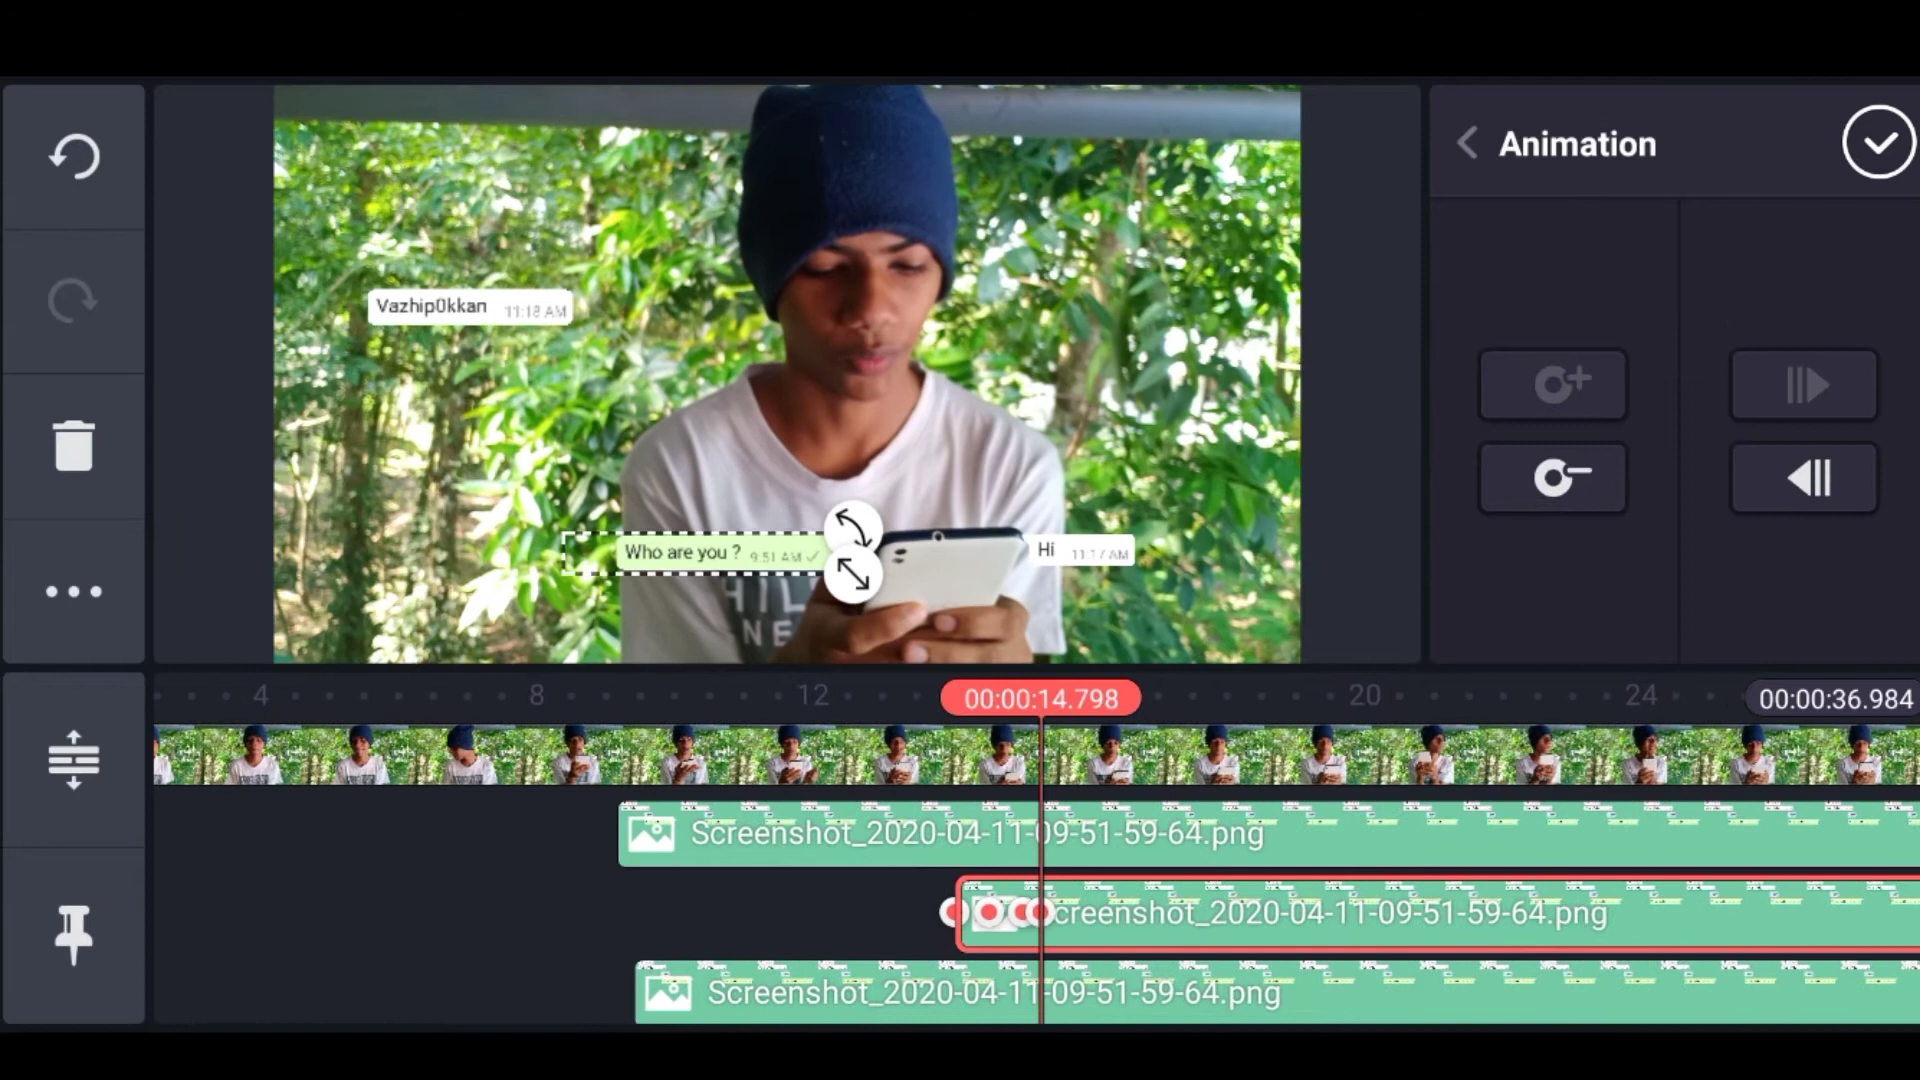 Animation
Vazhip0kkan 11:18 AM
Who are you ? 9:51 AM
Hi 11:17 AM
HIL
NE
4 8 12 00:00:14.798 20 24 00:00:36.984
Screenshot_2020-04-11-09-51-59-64.png
creenshot_2020-04-11-09-51-59-64.png
Screenshot_2020-04-11-09-51-59-64.png